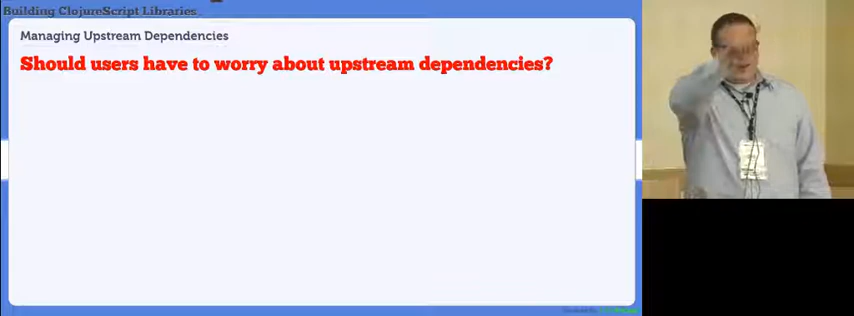 Building ClojureScript Libraries
Managing Upstream Dependencies
Should users have to worry about upstream dependencies?